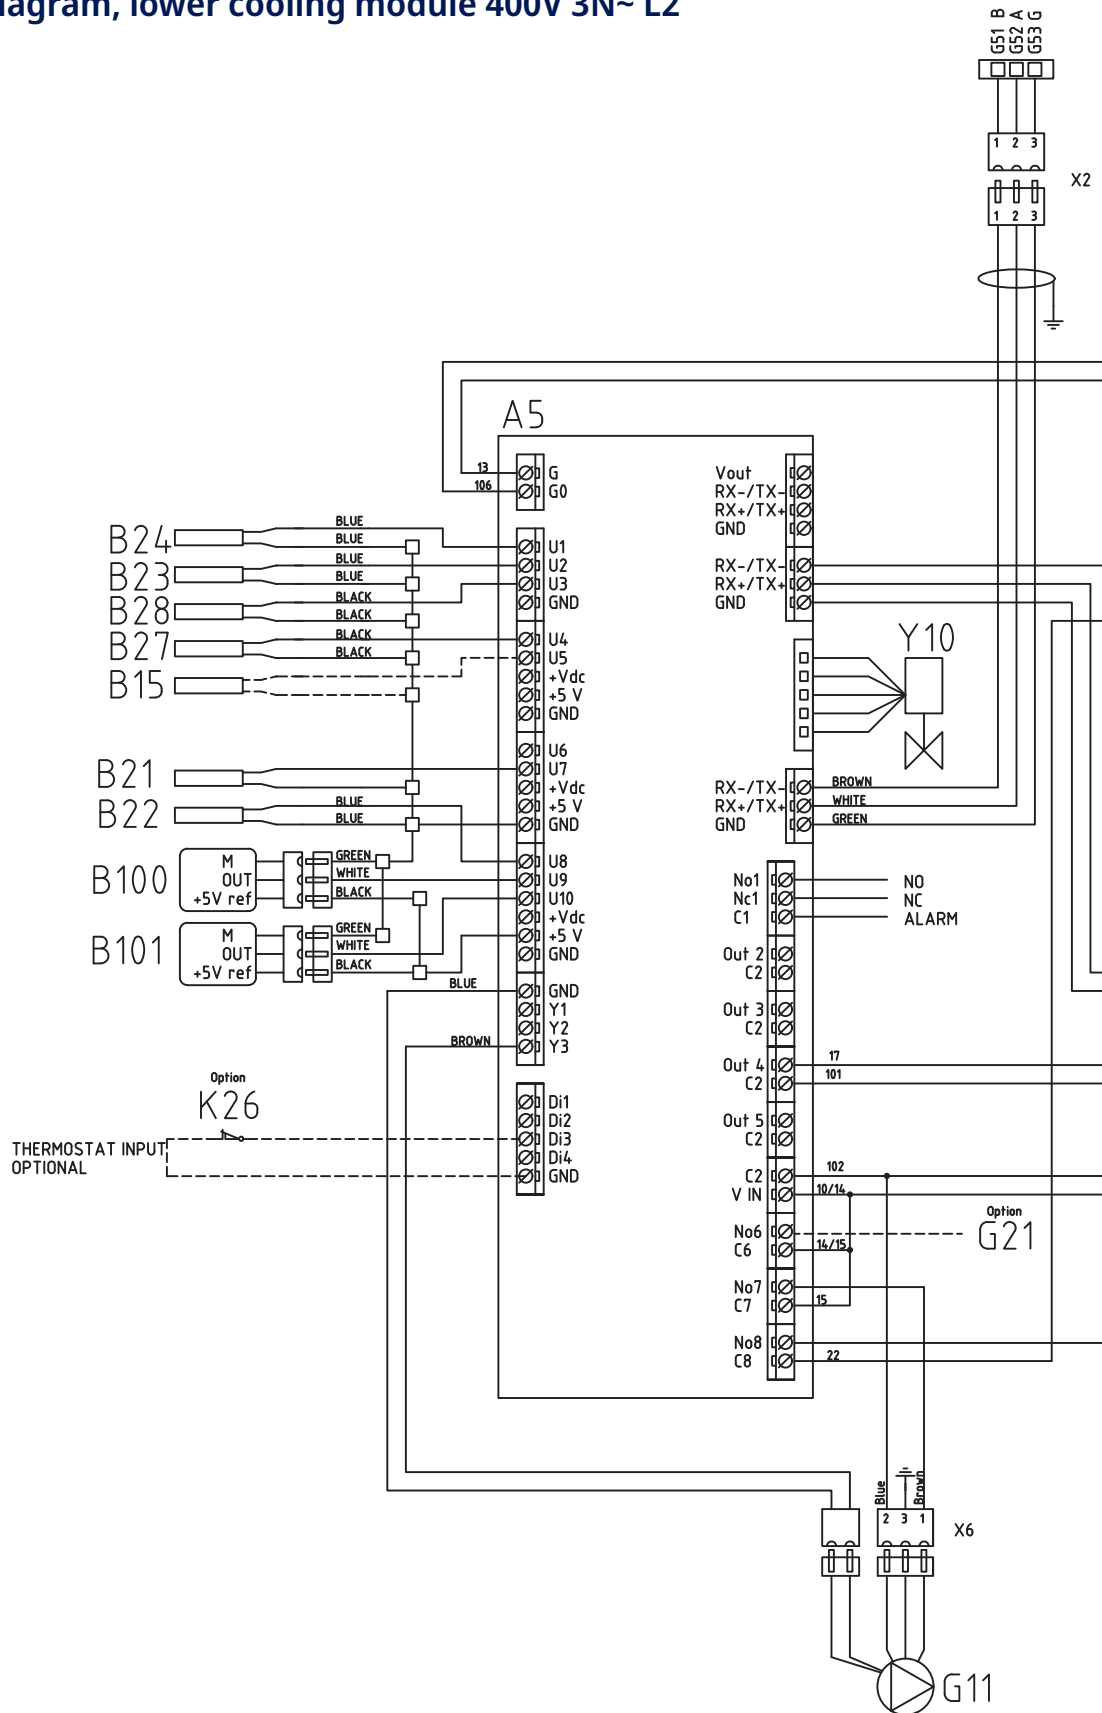 diagram, lower cooling module 400V 3N~ L2
G51 B
G52 A
G53 G
1 2 3
X2
1 2 3
A5
13 G
106 G0
Vout
RX-/TX-
RX+/TX+
GND
RX-/TX-
RX+/TX+
GND
B24
BLUE
BLUE
B23
BLUE
BLUE
B28
BLACK
BLACK
B27
BLACK
BLACK
B15
U1
U2
U3
GND
U4
U5
+Vdc
+5 V
GND
Y10
B21
B22
BLUE
BLUE
U6
U7
+Vdc
+5 V
GND
RX-/TX- BROWN
RX+/TX+ WHITE
GND GREEN
B100
M GREEN
OUT WHITE
+5V ref BLACK
B101
M GREEN
OUT WHITE
+5V ref BLACK
U8
U9
U10
+Vdc
+5 V
GND
BLUE GND
Y1
Y2
BROWN Y3
No1 NO
Nc1 NC
C1 ALARM
Out 2
C2
Out 3
C2
Out 4 17
C2 101
Out 5
C2
C2 102
V IN 10/14
No6
C6 14/15
No7
C7 15
No8
C8 22
Option
G21
Option
K26
THERMOSTAT INPUT
OPTIONAL
Di1
Di2
Di3
Di4
GND
Blue
Brown
2 3 1
X6
G11